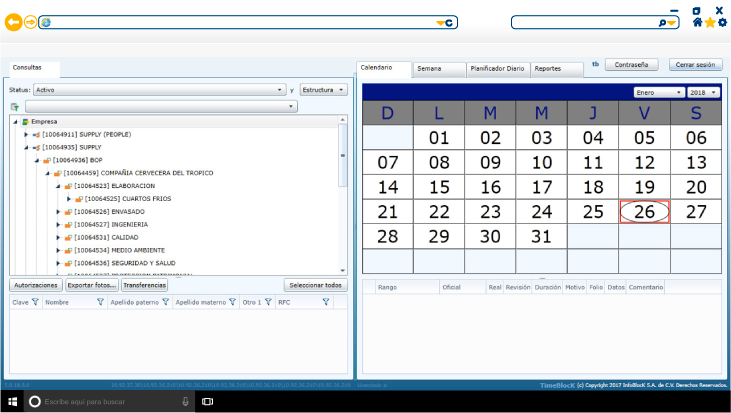 Consultas
Status: Activo y Estructura
Empresa
[10064911] SUPPLY (PEOPLE)
[10064935] SUPPLY
[10064936] BOP
[10064459] COMPAÑIA CERVECERA DEL TROPICO
[10064523] ELABORACION
[10064525] CUARTOS FRIOS
[10064526] ENVASADO
[10064527] INGENIERIA
[10064531] CALIDAD
[10064534] MEDIO AMBIENTE
[10064536] SEGURIDAD Y SALUD
Autorizaciones Exportar fotos... Transferencias Seleccionar todos
Clave Nombre Apellido paterno Apellido materno Otro 1 RFC
Calendario Semana Planificador Diario Reportes tb Contraseña Cerrar sesión
Enero 2018
D L M M J V S
01 02 03 04 05 06
07 08 09 10 11 12 13
14 15 16 17 18 19 20
21 22 23 24 25 26 27
28 29 30 31
Rango Oficial Real Revisión Duración Motivo Folio Datos Comentario
TimeBlocK (c) Copyright 2017 InfoBlocK S.A. de C.V. Derechos Reservados.
Escribe aquí para buscar